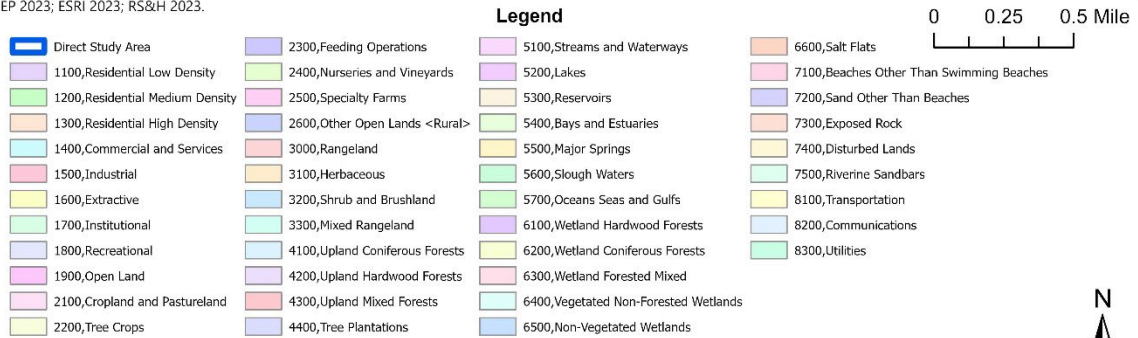 EP 2023; ESRI 2023; RS&H 2023.
Legend
0 0.25 0.5 Mile
Direct Study Area
1100,Residential Low Density
1200,Residential Medium Density
1300,Residential High Density
1400,Commercial and Services
1500,Industrial
1600,Extractive
1700,Institutional
1800,Recreational
1900,Open Land
2100,Cropland and Pastureland
2200,Tree Crops
2300,Feeding Operations
2400,Nurseries and Vineyards
2500,Specialty Farms
2600,Other Open Lands <Rural>
3000,Rangeland
3100,Herbaceous
3200,Shrub and Brushland
3300,Mixed Rangeland
4100,Upland Coniferous Forests
4200,Upland Hardwood Forests
4300,Upland Mixed Forests
4400,Tree Plantations
5100,Streams and Waterways
5200,Lakes
5300,Reservoirs
5400,Bays and Estuaries
5500,Major Springs
5600,Slough Waters
5700,Oceans Seas and Gulfs
6100,Wetland Hardwood Forests
6200,Wetland Coniferous Forests
6300,Wetland Forested Mixed
6400,Vegetated Non-Forested Wetlands
6500,Non-Vegetated Wetlands
6600,Salt Flats
7100,Beaches Other Than Swimming Beaches
7200,Sand Other Than Beaches
7300,Exposed Rock
7400,Disturbed Lands
7500,Riverine Sandbars
8100,Transportation
8200,Communications
8300,Utilities
N